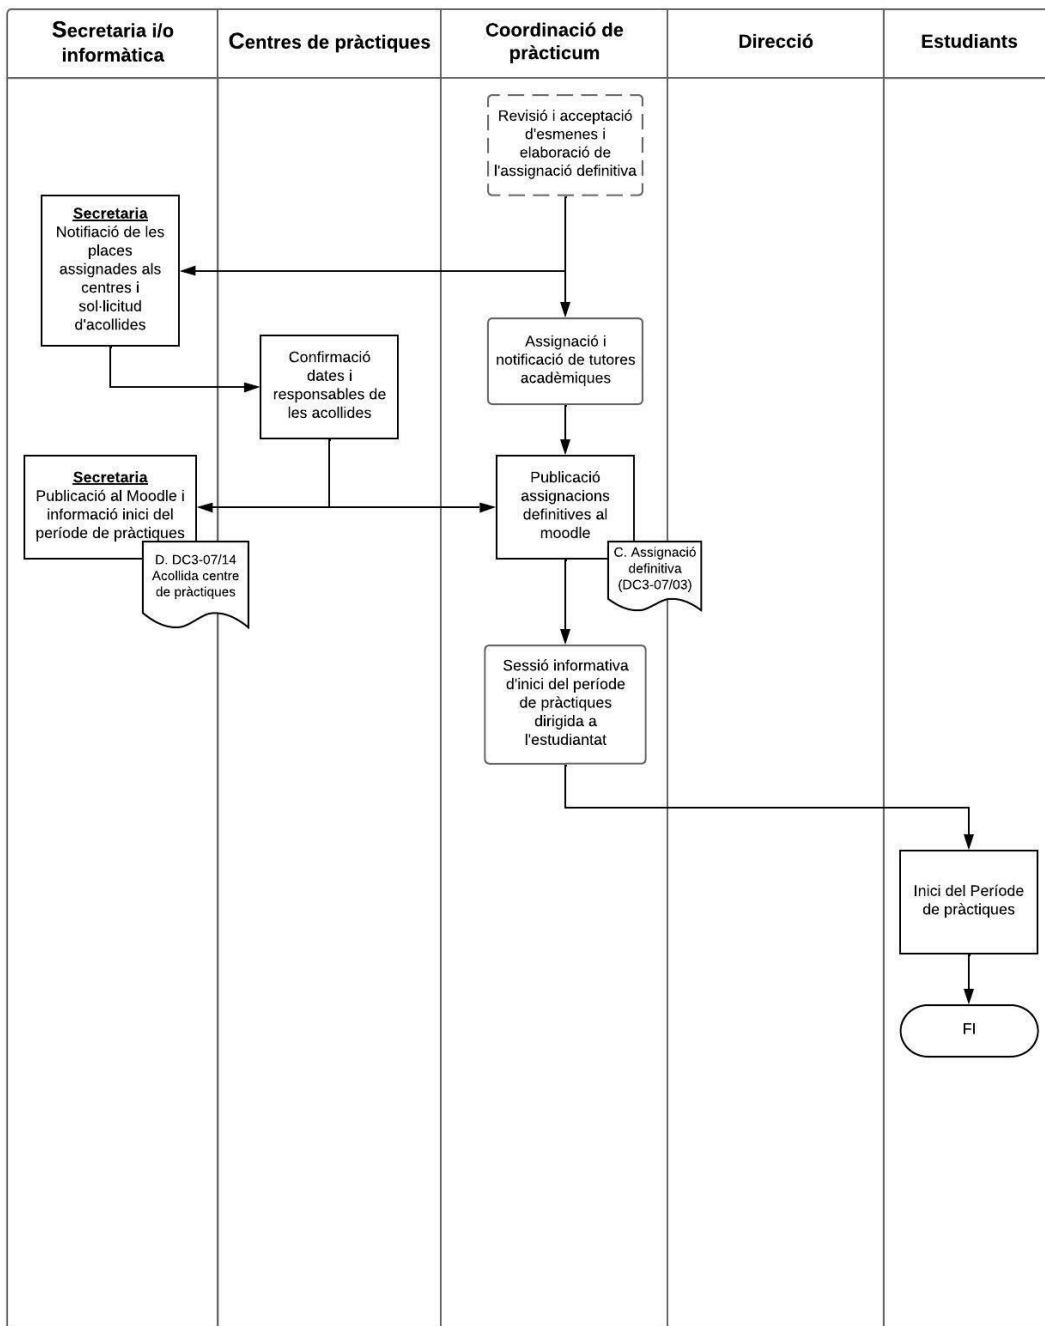 Secretaria i/o
informàtica
Centres de pràctiques
Coordinació de
pràcticum
Direcció
Estudiants
Revisió i acceptació
d'esmenes i
elaboració de
l'assignació definitiva
Secretaria
Notifiació de les
places
assignades als
centres i
sol·licitud
d'acollides
Assignació i
notificació de tutores
acadèmiques
Confirmació
dates i
responsables de
les acollides
Secretaria
Publicació al Moodle i
informació inici del
període de pràctiques
D. DC3-07/14
Acollida centre
de pràctiques
Publicació
assignacions
definitives al
moodle
C. Assignació
definitiva
(DC3-07/03)
Sessió informativa
d'inici del període
de pràctiques
dirigida a
l'estudiantat
Inici del Període
de pràctiques
FI